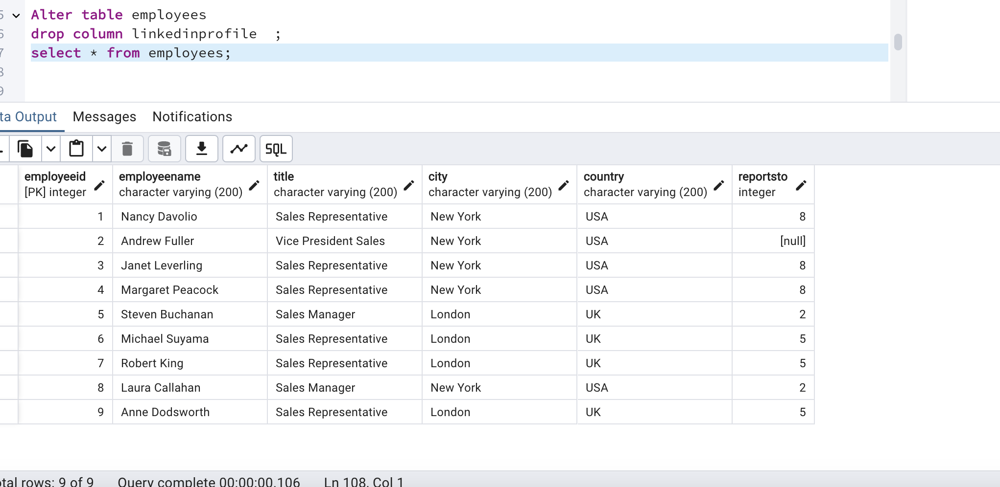 5 Alter table employees
6 drop column linkedinprofile ;
7 select * from employees;
8
9
ta Output Messages Notifications
SQL
employeeid employeename title city country reportsto
[PK] integer character varying (200) character varying (200) character varying (200) character varying (200) integer
1 Nancy Davolio Sales Representative New York USA 8
2 Andrew Fuller Vice President Sales New York USA [null]
3 Janet Leverling Sales Representative New York USA 8
4 Margaret Peacock Sales Representative New York USA 8
5 Steven Buchanan Sales Manager London UK 2
6 Michael Suyama Sales Representative London UK 5
7 Robert King Sales Representative London UK 5
8 Laura Callahan Sales Manager New York USA 2
9 Anne Dodsworth Sales Representative London UK 5
otal rows: 9 of 9 Query complete 00:00:00.106 Ln 108, Col 1